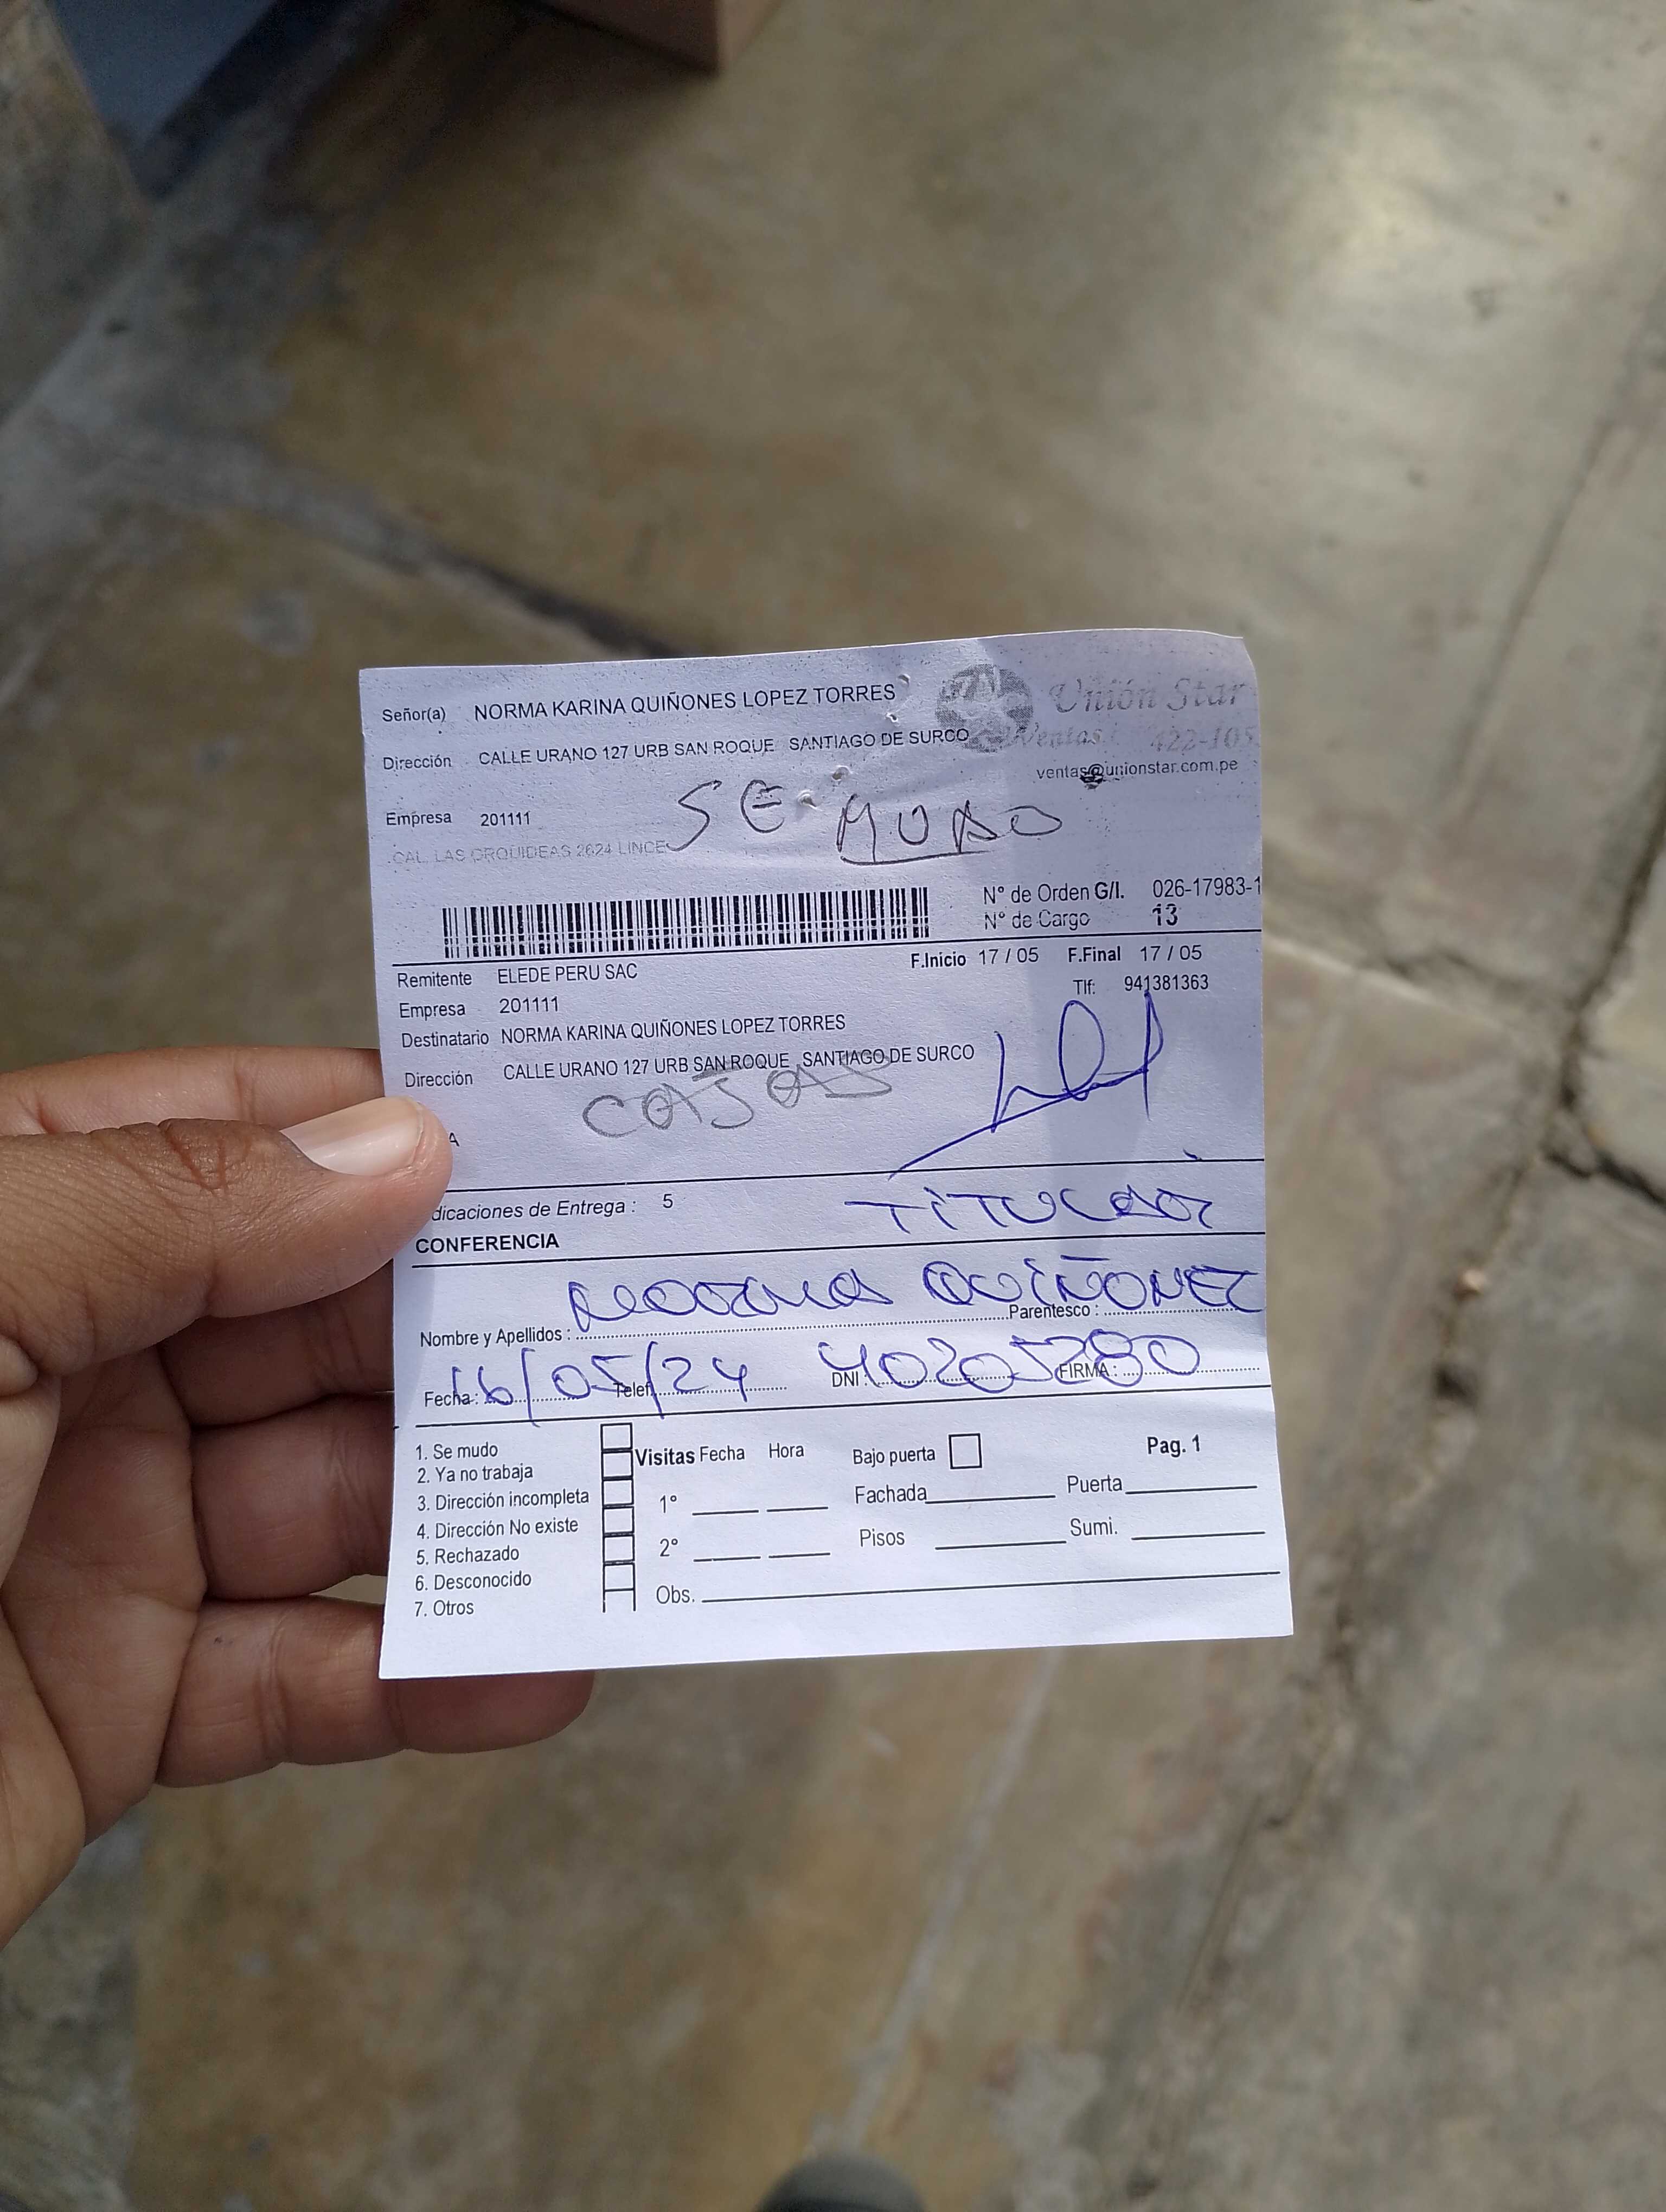 Señor(a) NORMA KARINA QUIÑONES LOPEZ TORRES
Unión Star
Dirección CALLE URANO 127 URB SAN ROQUE SANTIAGO DE SURCO
Ventas: 422-105
ventas@unionstar.com.pe
Empresa 201111
SE MUDO
CAL. LAS ORQUIDEAS 2624 LINCE
N° de Orden G/I. 026-17983-1
N° de Cargo 13
Remitente ELEDE PERU SAC
F.Inicio 17 / 05 F.Final 17 / 05
Empresa 201111
Tlf: 941381363
Destinatario NORMA KARINA QUIÑONES LOPEZ TORRES
Dirección CALLE URANO 127 URB SAN ROQUE SANTIAGO DE SURCO
CAJAS
A
dicaciones de Entrega : 5
TITULAR
CONFERENCIA
NORMA QUIÑONEZ
Nombre y Apellidos : Parentesco :
Fecha : 16/05/24 Telef. DNI : 40205280 FIRMA :
1. Se mudo
2. Ya no trabaja
3. Dirección incompleta
4. Dirección No existe
5. Rechazado
6. Desconocido
7. Otros
Visitas Fecha Hora
1°
2°
Obs.
Bajo puerta
Pag. 1
Fachada Puerta
Pisos Sumi.